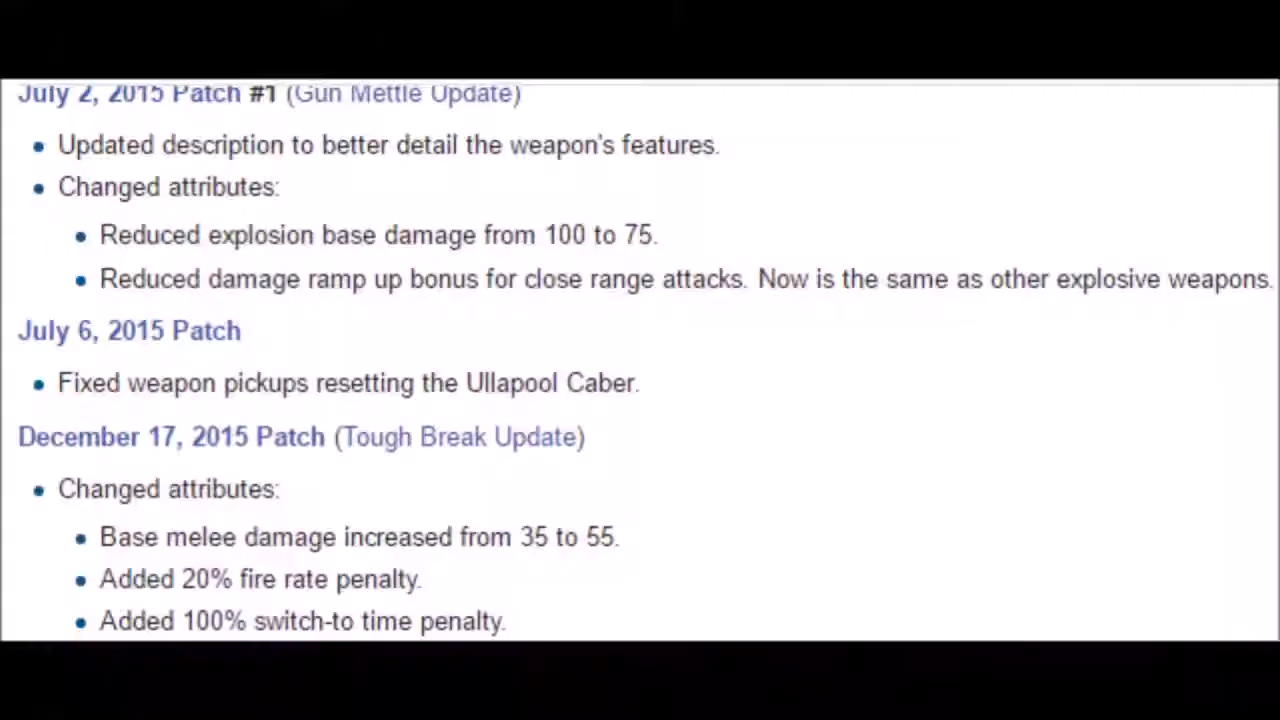 July 2, 2015 Patch #1 (Gun Mettle Update)
Updated description to better detail the weapon's features.
Changed attributes:
Reduced explosion base damage from 100 to 75.
Reduced damage ramp up bonus for close range attacks. Now is the same as other explosive weapons.
July 6, 2015 Patch
Fixed weapon pickups resetting the Ullapool Caber.
December 17, 2015 Patch (Tough Break Update)
Changed attributes:
Base melee damage increased from 35 to 55.
Added 20% fire rate penalty.
Added 100% switch-to time penalty.